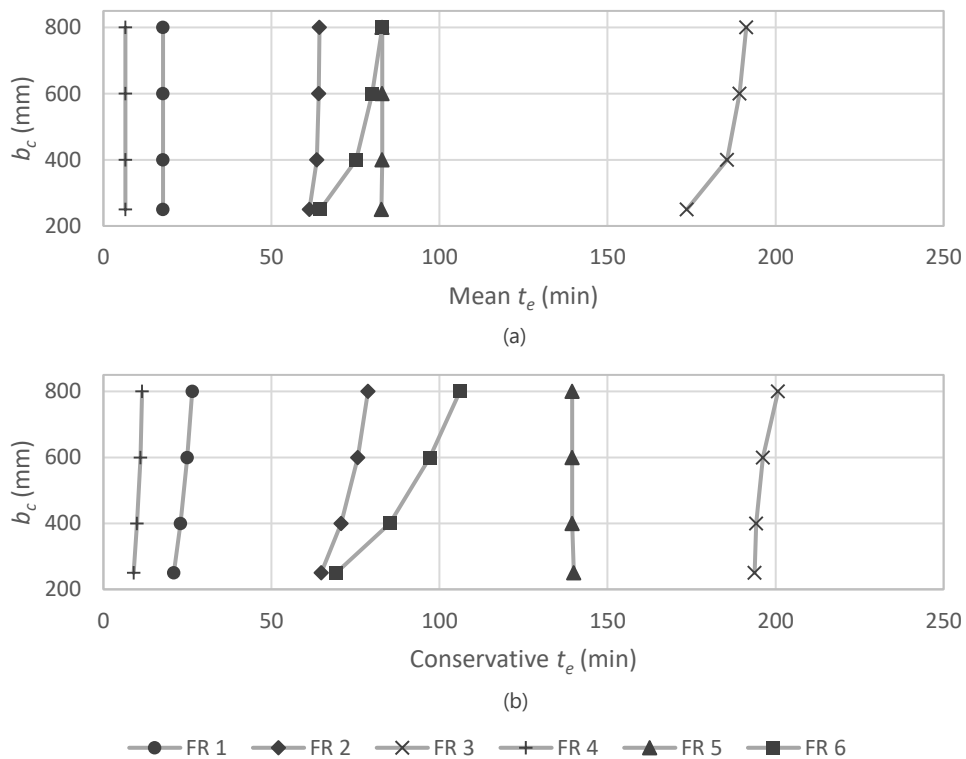 800
600
400
200
b_c (mm)
0 50 100 150 200 250
Mean t_e (min)
(a)
800
600
400
200
b_c (mm)
0 50 100 150 200 250
Conservative t_e (min)
(b)
FR 1 FR 2 FR 3 FR 4 FR 5 FR 6